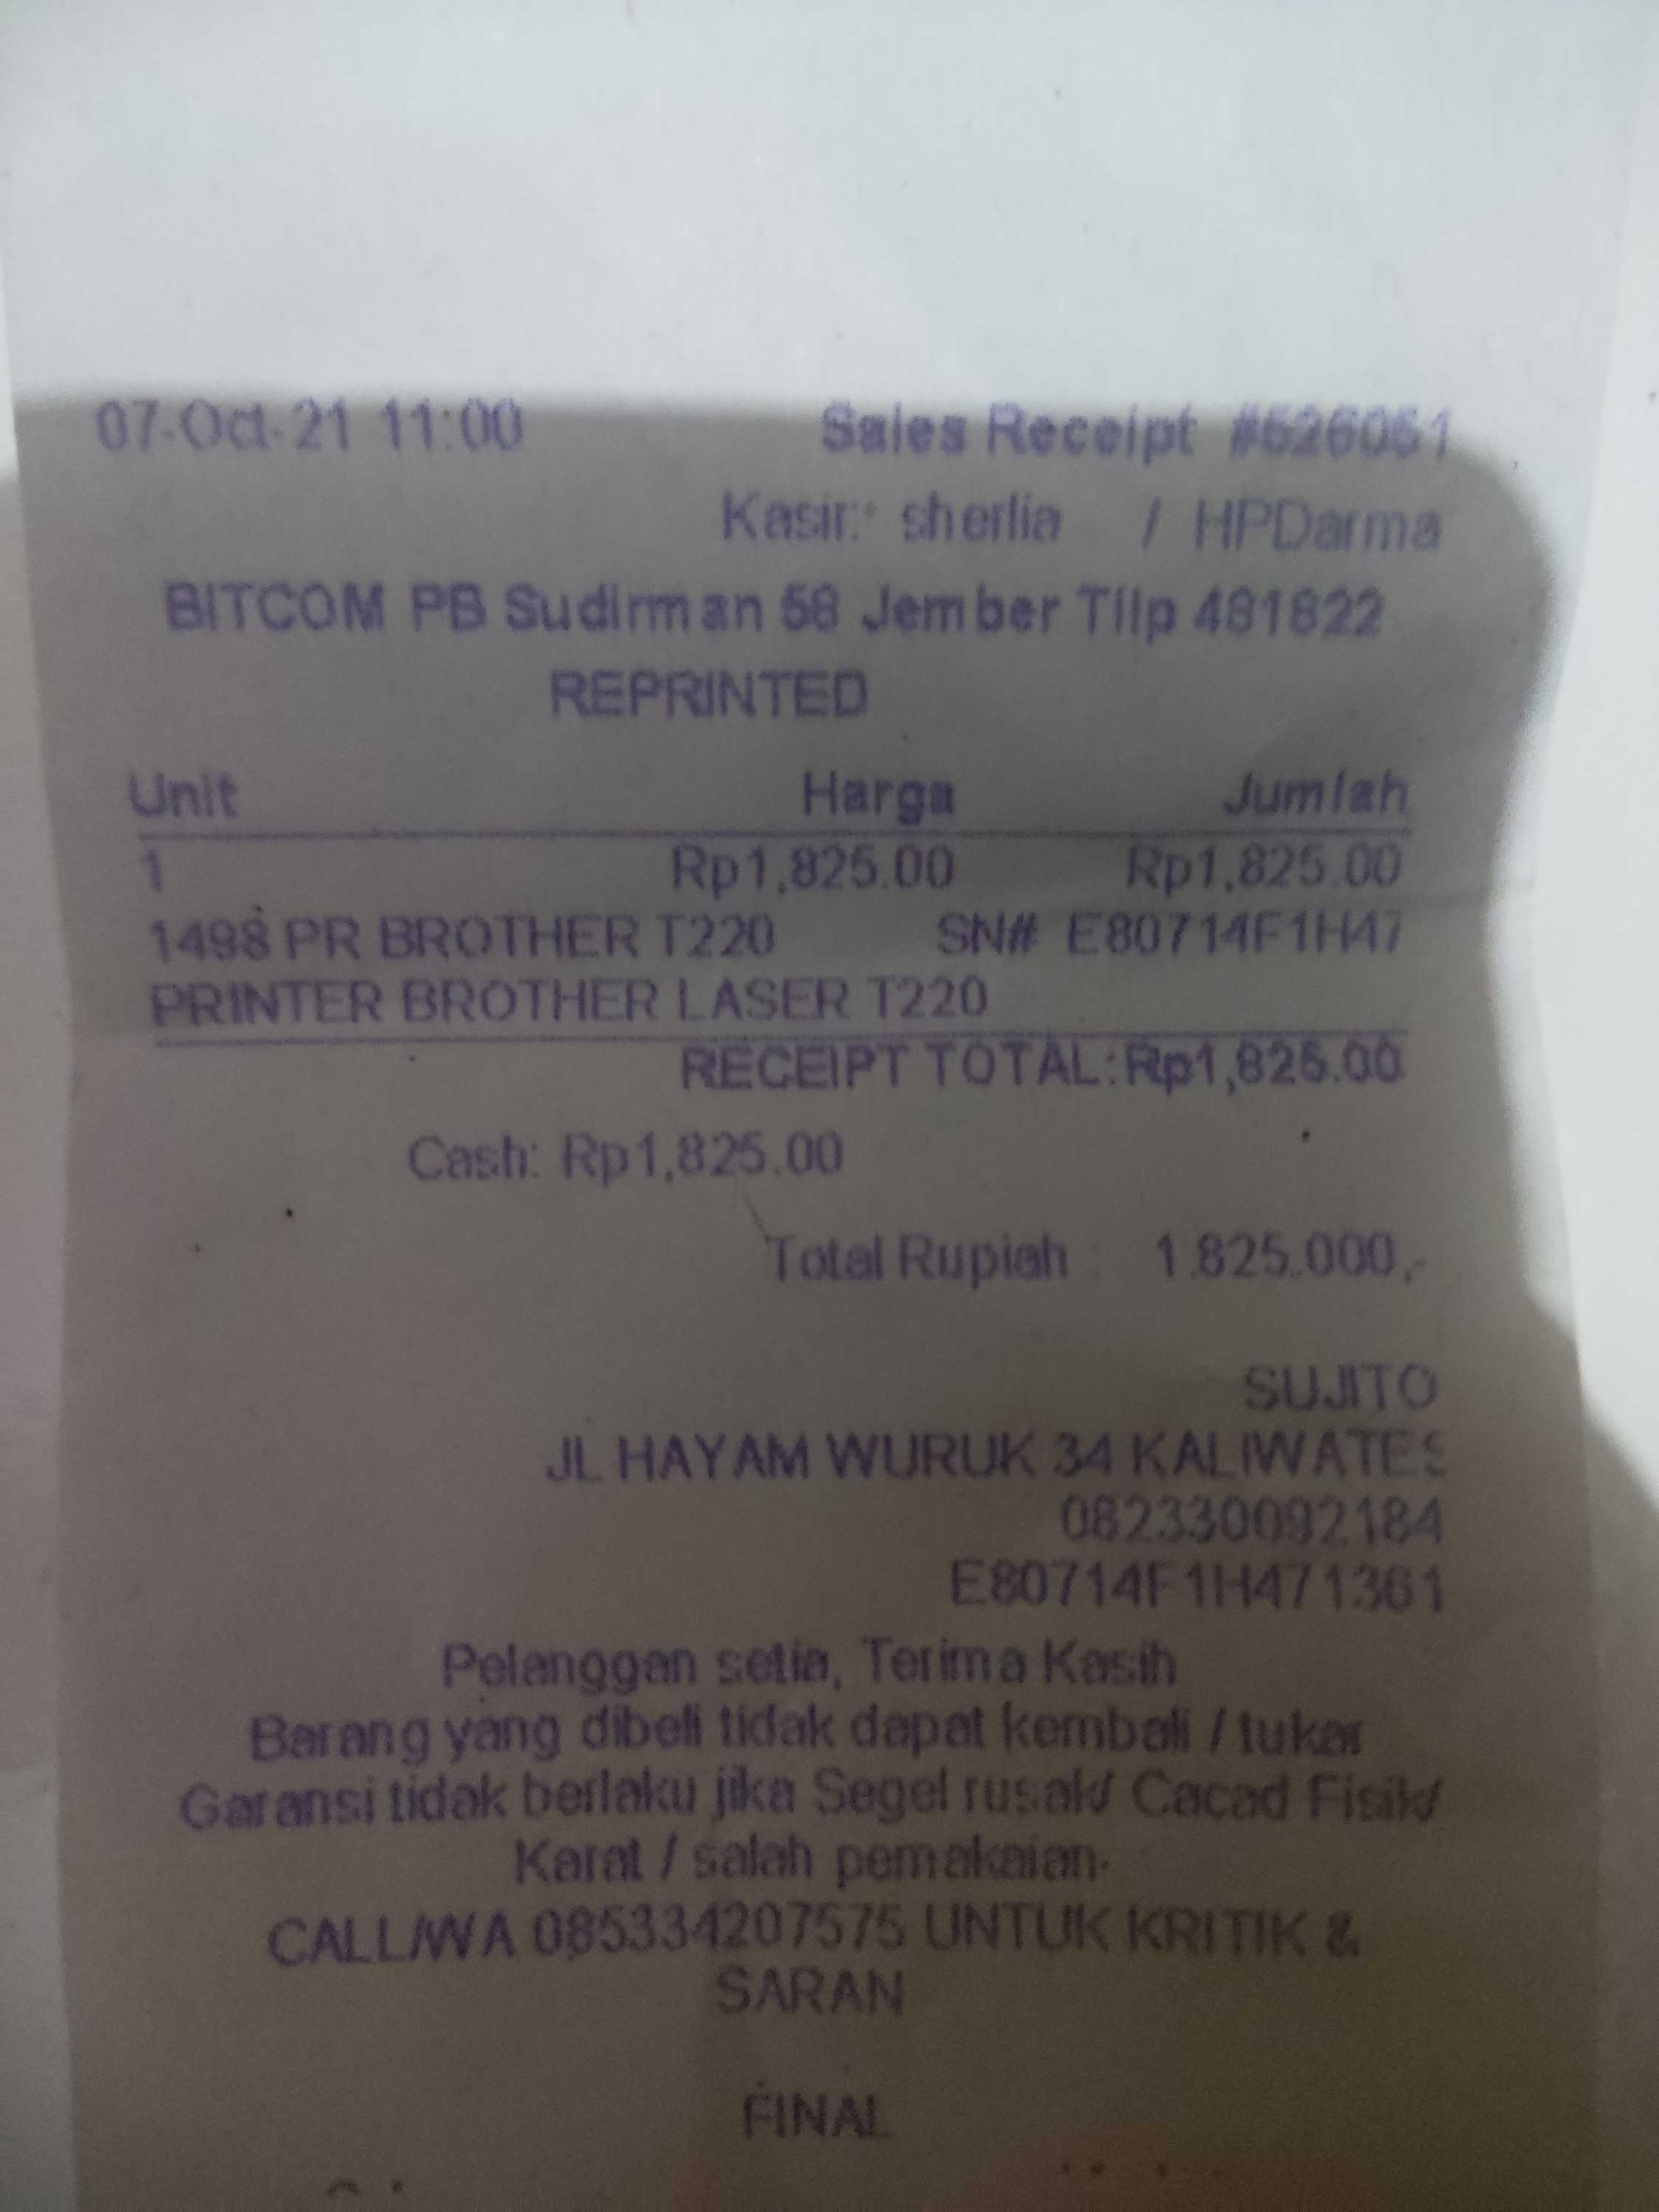 07-Oct-21 11:00 Sales Receipt #526051
Kasir: sherlia / HPDarma
BITCOM PB Sudirman 58 Jember Tilp 481822
REPRINTED
Unit Harga Jumlah
1 Rp1,825.00 Rp1,825.00
1498 PR BROTHER T220 SN# E80714F1H47
PRINTER BROTHER LASER T220
RECEIPT TOTAL: Rp1,825.00
Cash: Rp1,825.00
Total Rupiah : 1.825.000,-
SUJITO
JL HAYAM WURUK 34 KALIWATES
082330092184
E80714F1H471361
Pelanggan setia, Terima Kasih
Barang yang dibeli tidak dapat kembali / tukar
Garansi tidak berlaku jika Segel rusak/ Cacad Fisik/
Karat / salah pemakaian.
CALL/WA 085334207575 UNTUK KRITIK &
SARAN
FINAL